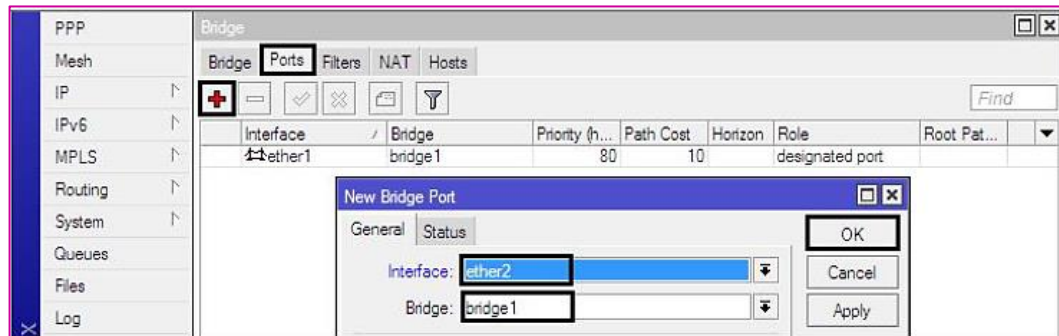 PPP
Mesh
IP
IPv6
MPLS
Routing
System
Queues
Files
Log
Bridge
Bridge Ports Filters NAT Hosts
Find
Interface / Bridge Priority (h... Path Cost Horizon Role Root Pat...
ether1 bridge1 80 10 designated port
New Bridge Port
General Status
OK
Interface: ether2
Cancel
Bridge: bridge1
Apply